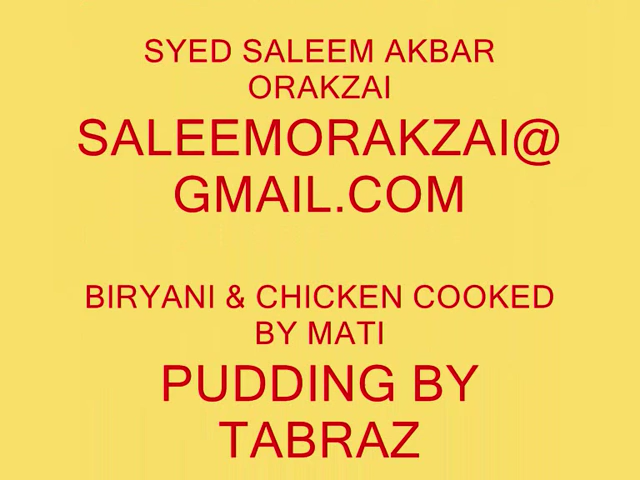 SYED SALEEM AKBAR
ORAKZAI
SALEEMORAKZAI@
GMAIL.COM
BIRYANI & CHICKEN COOKED
BY MATI
PUDDING BY
TABRAZ